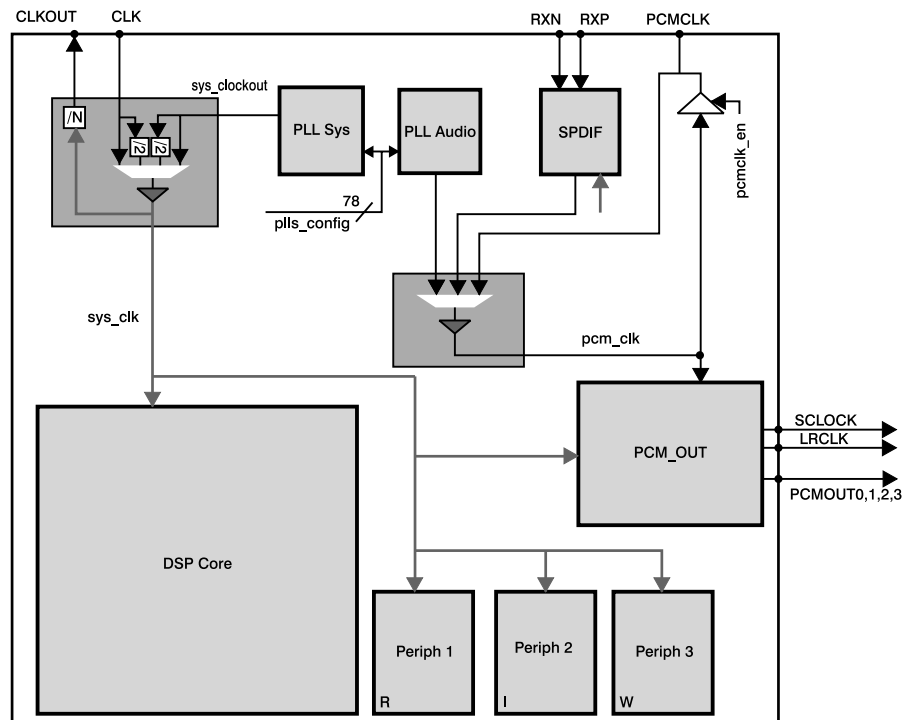 CLKOUT
CLK
RXN
RXP
PCMCLK
sys_clockout
/N
/2
/2
PLL Sys
PLL Audio
SPDIF
pcmclk_en
78
plls_config
sys_clk
pcm_clk
SCLOCK
LRCLK
PCM_OUT
PCMOUT0,1,2,3
DSP Core
Periph 1
Periph 2
Periph 3
R
I
W